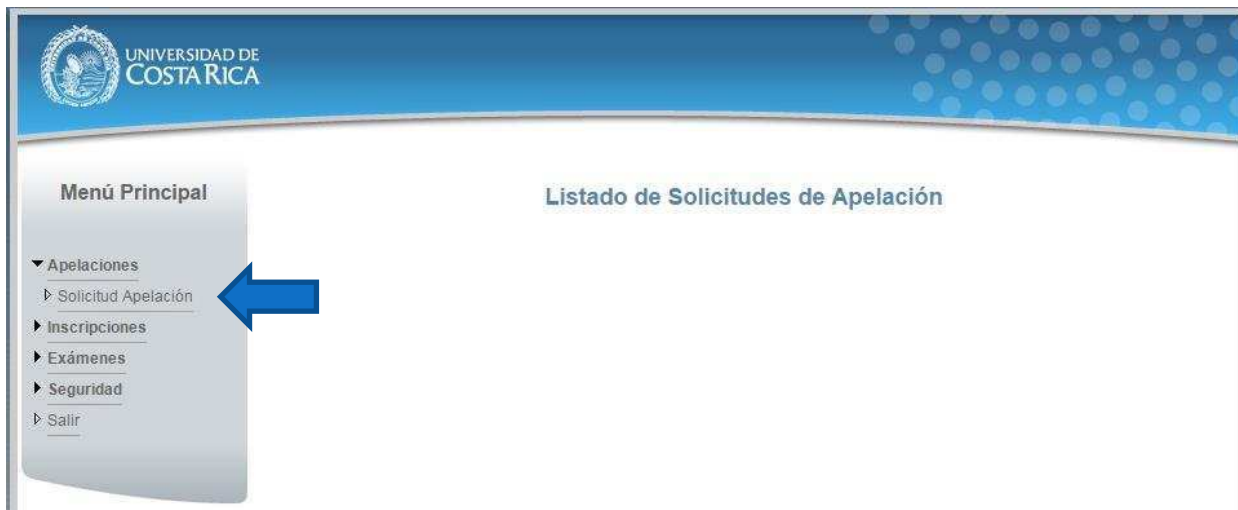 UNIVERSIDAD DE
COSTA RICA
Menú Principal
Listado de Solicitudes de Apelación
Apelaciones
Solicitud Apelación
Inscripciones
Exámenes
Seguridad
Salir